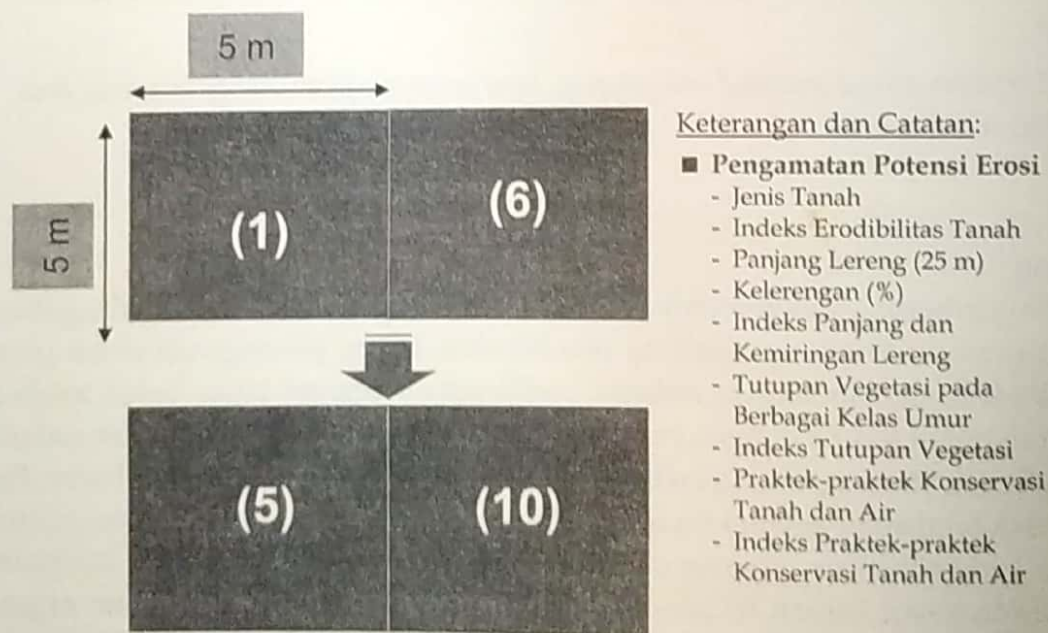 5 m
5 m
(1)
(6)
(5)
(10)
Keterangan dan Catatan:
■ Pengamatan Potensi Erosi
- Jenis Tanah
- Indeks Erodibilitas Tanah
- Panjang Lereng (25 m)
- Kelerengan (%)
- Indeks Panjang dan
Kemiringan Lereng
- Tutupan Vegetasi pada
Berbagai Kelas Umur
- Indeks Tutupan Vegetasi
- Praktek-praktek Konservasi
Tanah dan Air
- Indeks Praktek-praktek
Konservasi Tanah dan Air